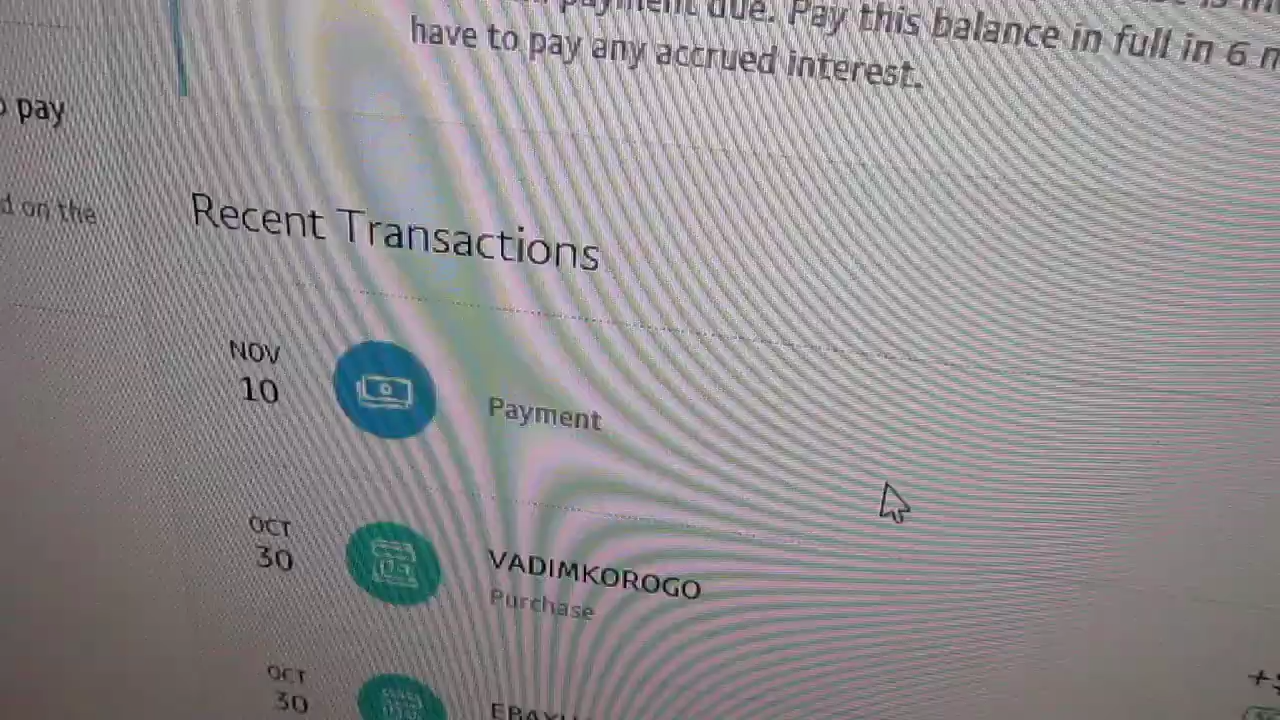 payment due. Pay this balance in full in 6
have to pay any accrued interest.
pay
on the
Recent Transactions
NOV
10
Payment
OCT
30
VADIMKOROGO
Purchase
OCT
30